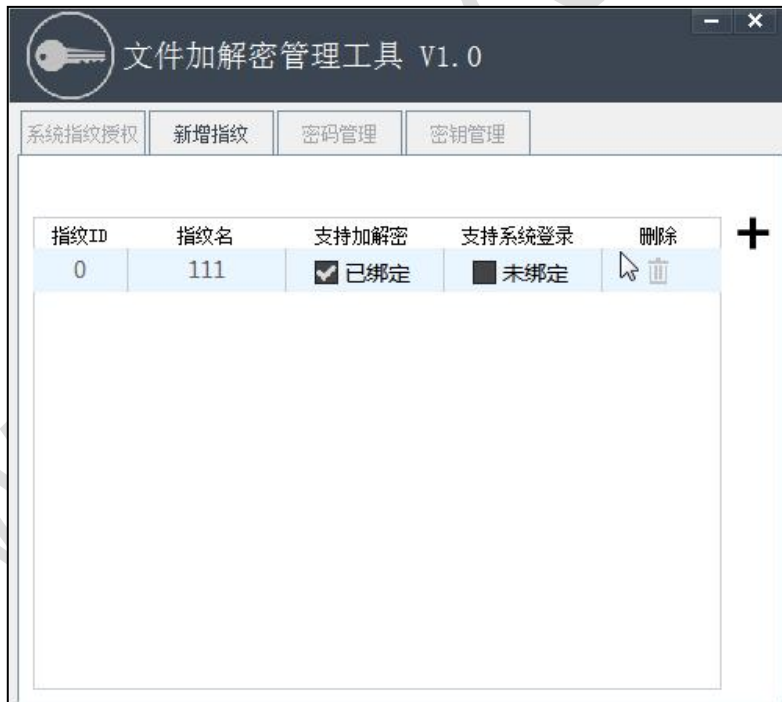 文件加解密管理工具 V1.0
系统指纹授权 新增指纹 密码管理 密钥管理
指纹ID 指纹名 支持加解密 支持系统登录 删除
0 111 已绑定 未绑定